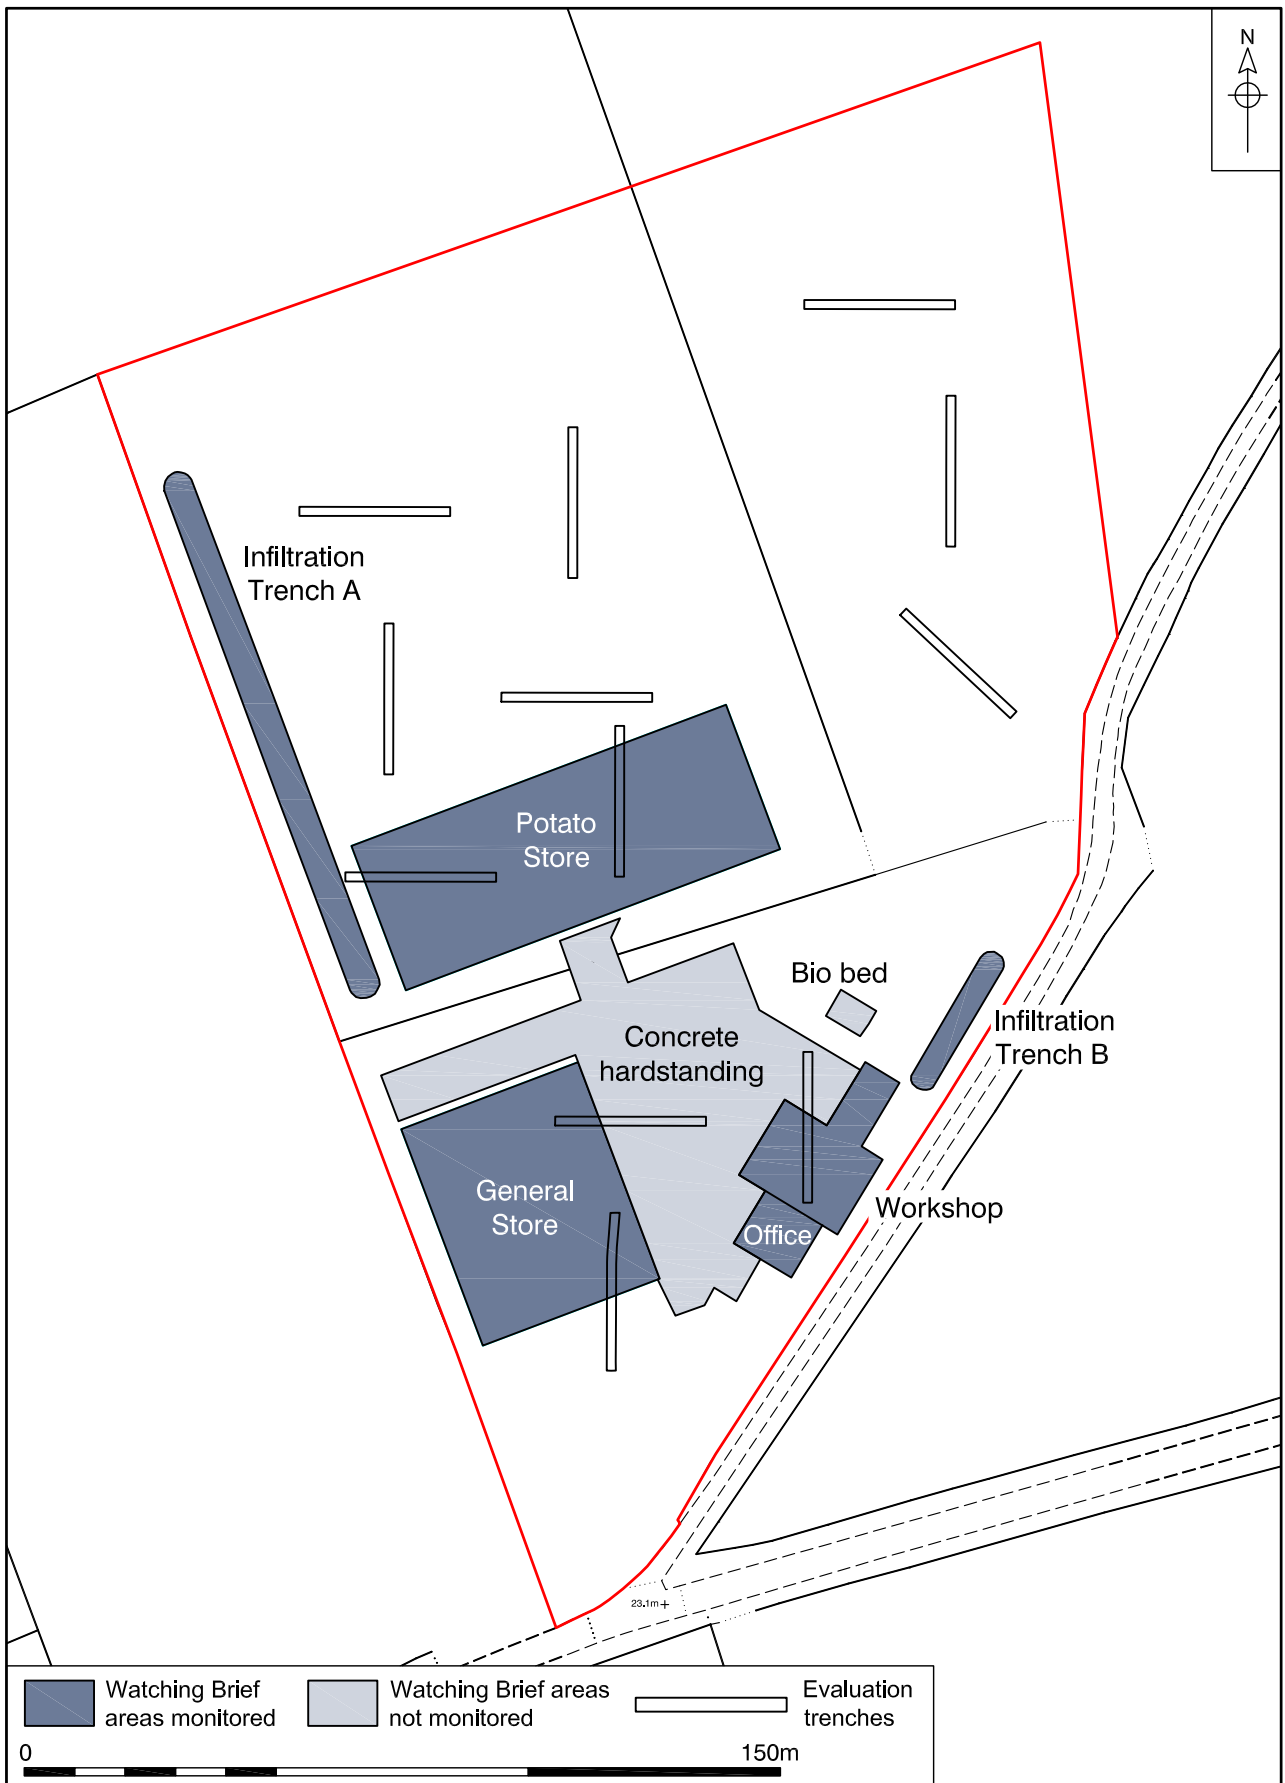 N
Infiltration
Trench A
Potato
Store
Bio bed
Concrete
hardstanding
Infiltration
Trench B
General
Store
Workshop
Office
23.1m+
Watching Brief
areas monitored
Watching Brief areas
not monitored
Evaluation
trenches
0
150m